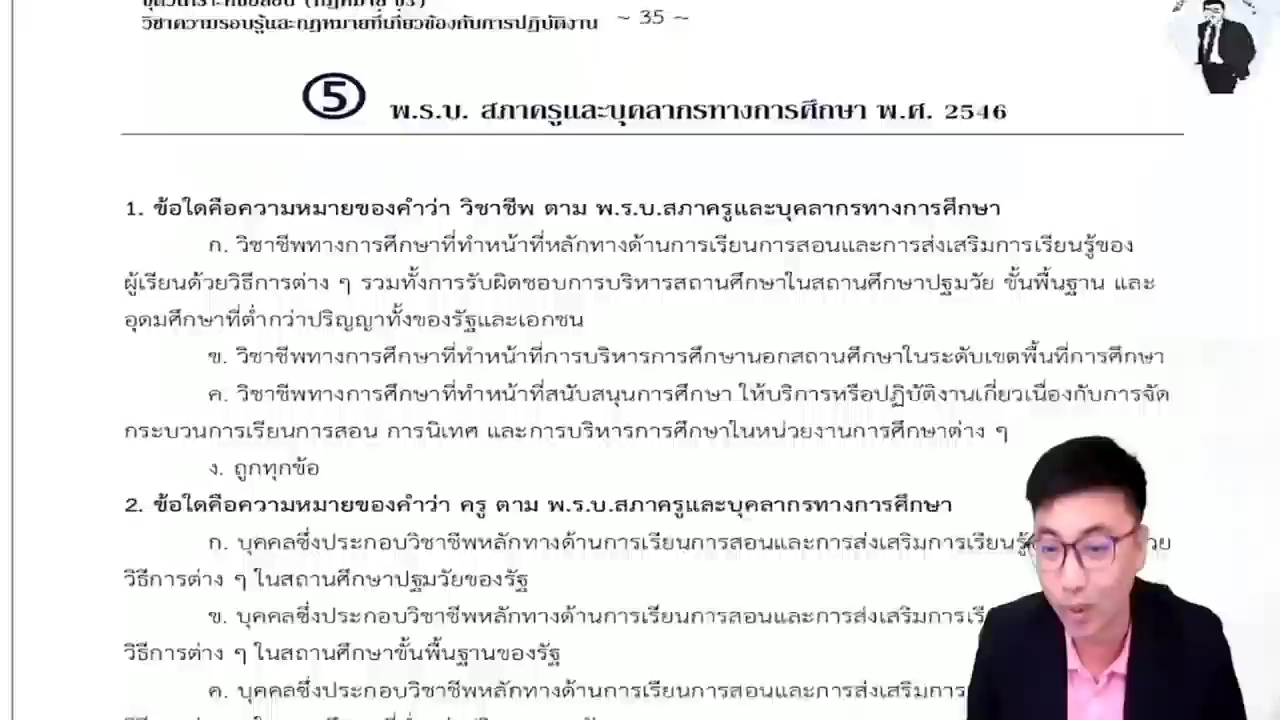 วิชาความรอบรู้และกฎหมายที่เกี่ยวข้องกับการปฏิบัติงาน ~ 35 ~
5 พ.ร.บ. สภาครูและบุคลากรทางการศึกษา พ.ศ. 2546
1. ข้อใดคือความหมายของคำว่า วิชาชีพ ตาม พ.ร.บ.สภาครูและบุคลากรทางการศึกษา
ก. วิชาชีพทางการศึกษาที่ทำหน้าที่หลักทางด้านการเรียนการสอนและการส่งเสริมการเรียนรู้ของ
ผู้เรียนด้วยวิธีการต่าง ๆ รวมทั้งการรับผิดชอบการบริหารสถานศึกษาในสถานศึกษาปฐมวัย ขั้นพื้นฐาน และ
อุดมศึกษาที่ต่ำกว่าปริญญาทั้งของรัฐและเอกชน
ข. วิชาชีพทางการศึกษาที่ทำหน้าที่การบริหารการศึกษานอกสถานศึกษาในระดับเขตพื้นที่การศึกษา
ค. วิชาชีพทางการศึกษาที่ทำหน้าที่สนับสนุนการศึกษา ให้บริการหรือปฏิบัติงานเกี่ยวเนื่องกับการจัด
กระบวนการเรียนการสอน การนิเทศ และการบริหารการศึกษาในหน่วยงานการศึกษาต่าง ๆ
ง. ถูกทุกข้อ
2. ข้อใดคือความหมายของคำว่า ครู ตาม พ.ร.บ.สภาครูและบุคลากรทางการศึกษา
ก. บุคคลซึ่งประกอบวิชาชีพหลักทางด้านการเรียนการสอนและการส่งเสริมการเรียนรู้
วิธีการต่าง ๆ ในสถานศึกษาปฐมวัยของรัฐ
ข. บุคคลซึ่งประกอบวิชาชีพหลักทางด้านการเรียนการสอนและการส่งเสริมการเรี
วิธีการต่าง ๆ ในสถานศึกษาขั้นพื้นฐานของรัฐ
ค. บุคคลซึ่งประกอบวิชาชีพหลักทางด้านการเรียนการสอนและการส่งเสริมการ